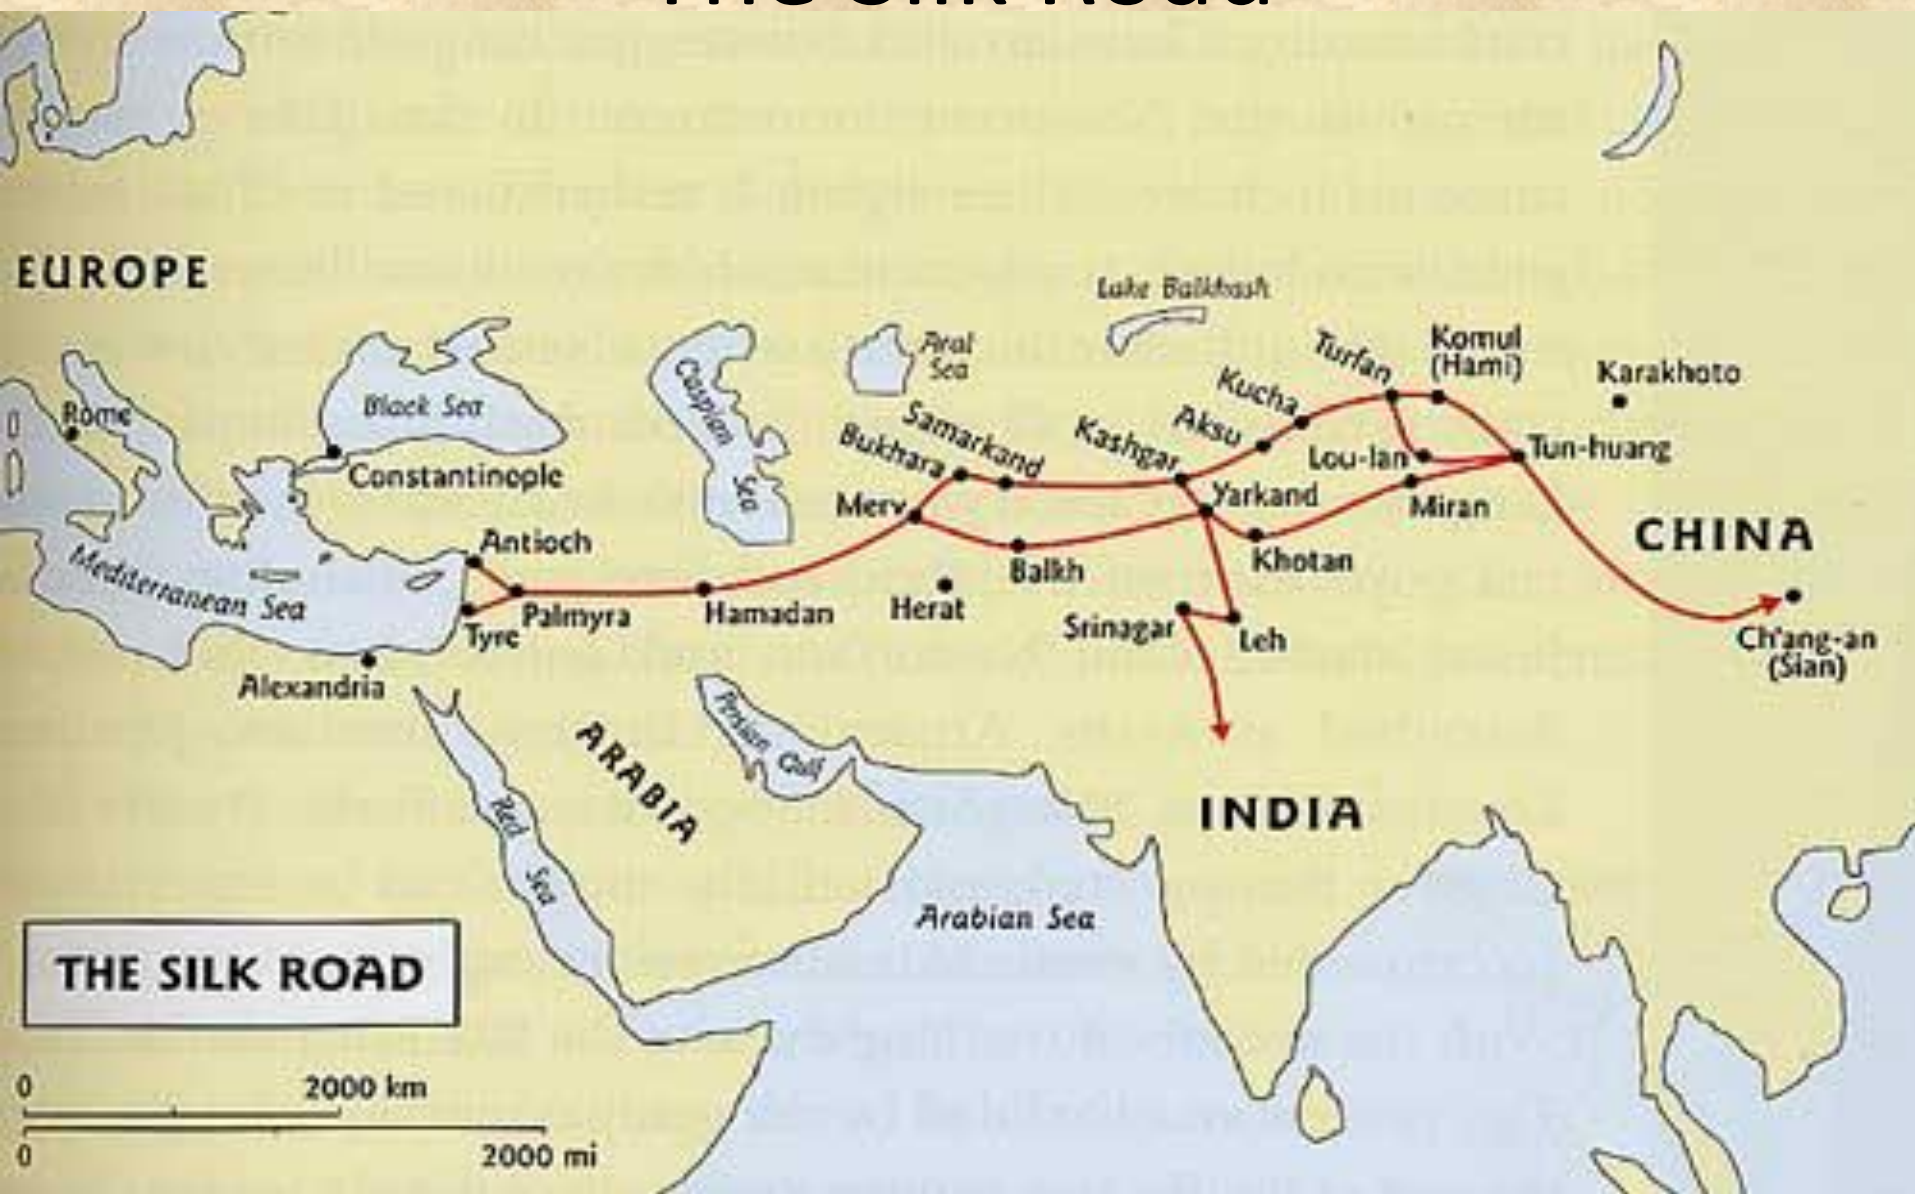 The Silk Road
EUROPE
Lake Balkhash
Aral
Sea
Turfan
Komul
(Hami)
Karakhoto
Rome
Black Sea
Caspian
Sea
Kucha
Aksu
Samarkand
Bukhara
Kashgar
Lou-lan
Tun-huang
Constantinople
Merv
Yarkand
Miran
CHINA
Antioch
Mediterranean Sea
Balkh
Khotan
Palmyra
Hamadan
Herat
Tyre
Srinagar
Leh
Ch'ang-an
(Sian)
Alexandria
ARABIA
Persian Gulf
Red
Sea
INDIA
Arabian Sea
THE SILK ROAD
0 2000 km
0 2000 mi